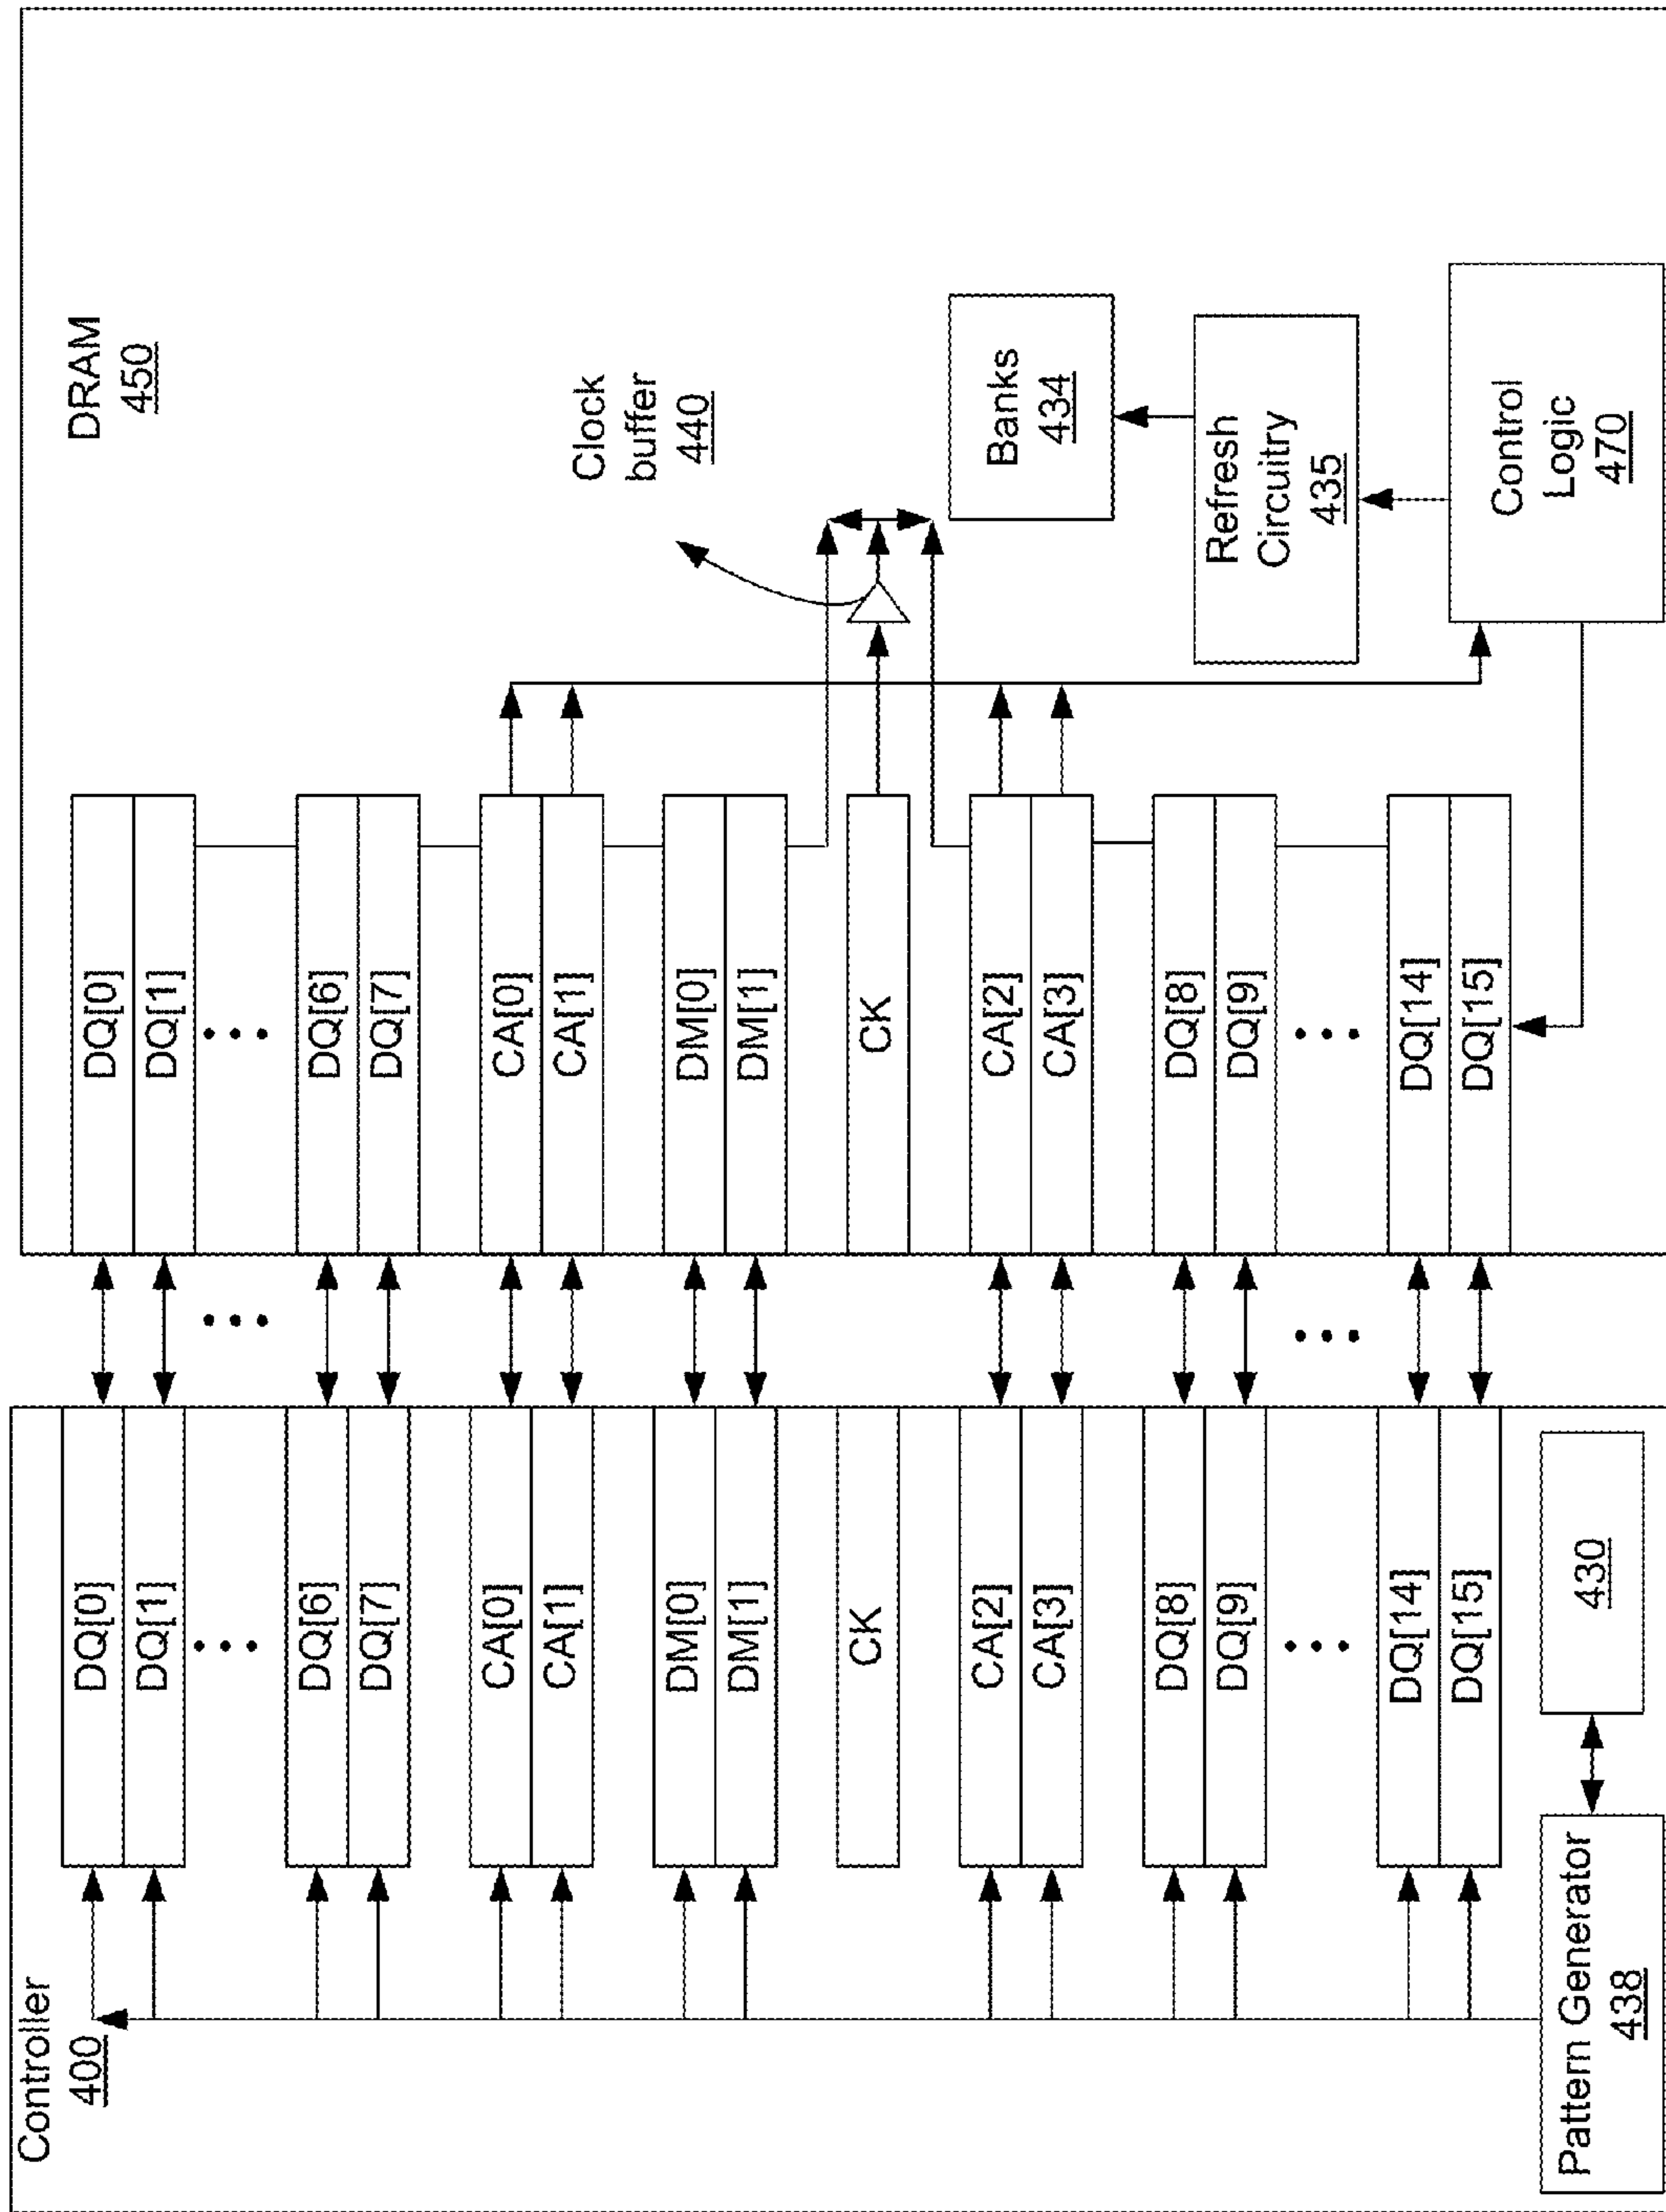 Controller
400
DQ[0]
DQ[1]
DQ[6]
DQ[7]
CA[0]
CA[1]
DM[0]
DM[1]
CK
CA[2]
CA[3]
DQ[8]
DQ[9]
DQ[14]
DQ[15]
Pattern Generator
438
430
DRAM
450
DQ[0]
DQ[1]
DQ[6]
DQ[7]
CA[0]
CA[1]
DM[0]
DM[1]
CK
CA[2]
CA[3]
DQ[8]
DQ[9]
DQ[14]
DQ[15]
Clock
buffer
440
Banks
434
Refresh
Circuitry
435
Control
Logic
470